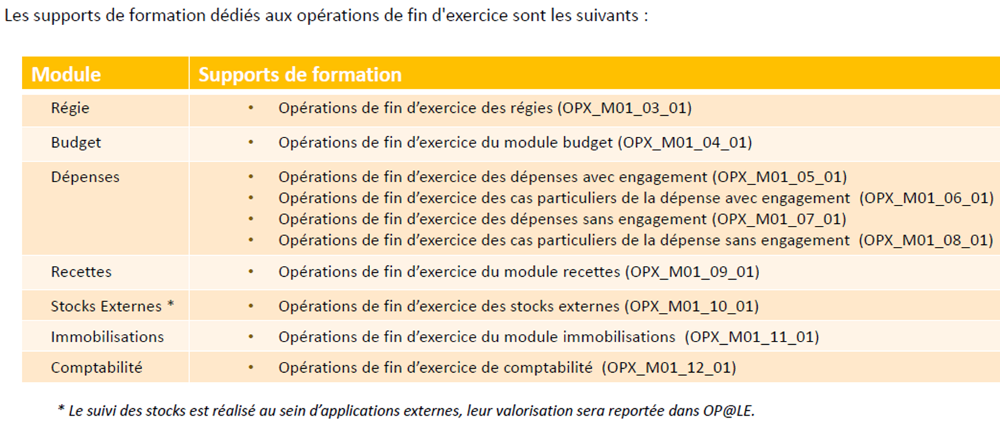 Les supports de formation dédiés aux opérations de fin d'exercice sont les suivants :
Module Supports de formation
Régie • Opérations de fin d’exercice des régies (OPX_M01_03_01)
Budget • Opérations de fin d’exercice du module budget (OPX_M01_04_01)
Dépenses • Opérations de fin d’exercice des dépenses avec engagement (OPX_M01_05_01)
• Opérations de fin d’exercice des cas particuliers de la dépense avec engagement (OPX_M01_06_01)
• Opérations de fin d’exercice des dépenses sans engagement (OPX_M01_07_01)
• Opérations de fin d’exercice des cas particuliers de la dépense sans engagement (OPX_M01_08_01)
Recettes • Opérations de fin d’exercice du module recettes (OPX_M01_09_01)
Stocks Externes * • Opérations de fin d’exercice des stocks externes (OPX_M01_10_01)
Immobilisations • Opérations de fin d’exercice du module immobilisations (OPX_M01_11_01)
Comptabilité • Opérations de fin d’exercice de comptabilité (OPX_M01_12_01)
* Le suivi des stocks est réalisé au sein d’applications externes, leur valorisation sera reportée dans OP@LE.